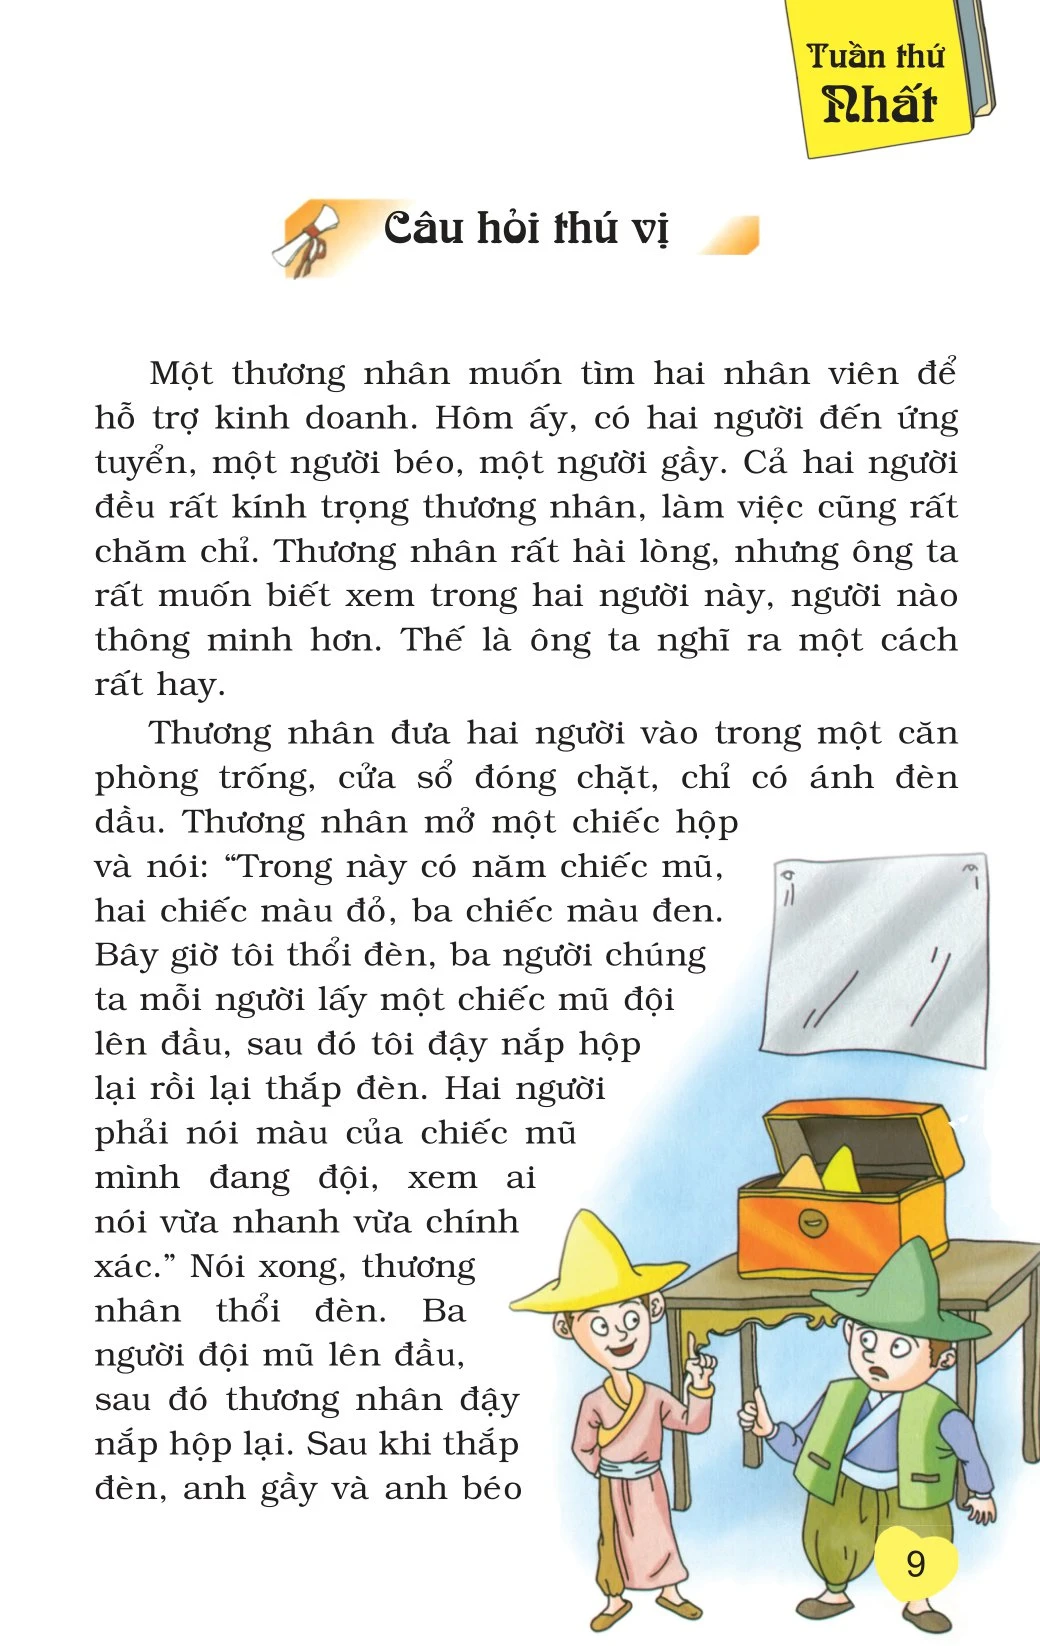 Tuần thứ
Nhất
Câu hỏi thú vị
Một thương nhân muốn tìm hai nhân viên để
hỗ trợ kinh doanh. Hôm ấy, có hai người đến ứng
tuyển, một người béo, một người gầy. Cả hai người
đều rất kính trọng thương nhân, làm việc cũng rất
chăm chỉ. Thương nhân rất hài lòng, nhưng ông ta
rất muốn biết xem trong hai người này, người nào
thông minh hơn. Thế là ông ta nghĩ ra một cách
rất hay.
Thương nhân đưa hai người vào trong một căn
phòng trống, cửa sổ đóng chặt, chỉ có ánh đèn
dầu. Thương nhân mở một chiếc hộp
và nói: “Trong này có năm chiếc mũ,
hai chiếc màu đỏ, ba chiếc màu đen.
Bây giờ tôi thổi đèn, ba người chúng
ta mỗi người lấy một chiếc mũ đội
lên đầu, sau đó tôi đậy nắp hộp
lại rồi lại thắp đèn. Hai người
phải nói màu của chiếc mũ
mình đang đội, xem ai
nói vừa nhanh vừa chính
xác.” Nói xong, thương
nhân thổi đèn. Ba
người đội mũ lên đầu,
sau đó thương nhân đậy
nắp hộp lại. Sau khi thắp
đèn, anh gầy và anh béo
9